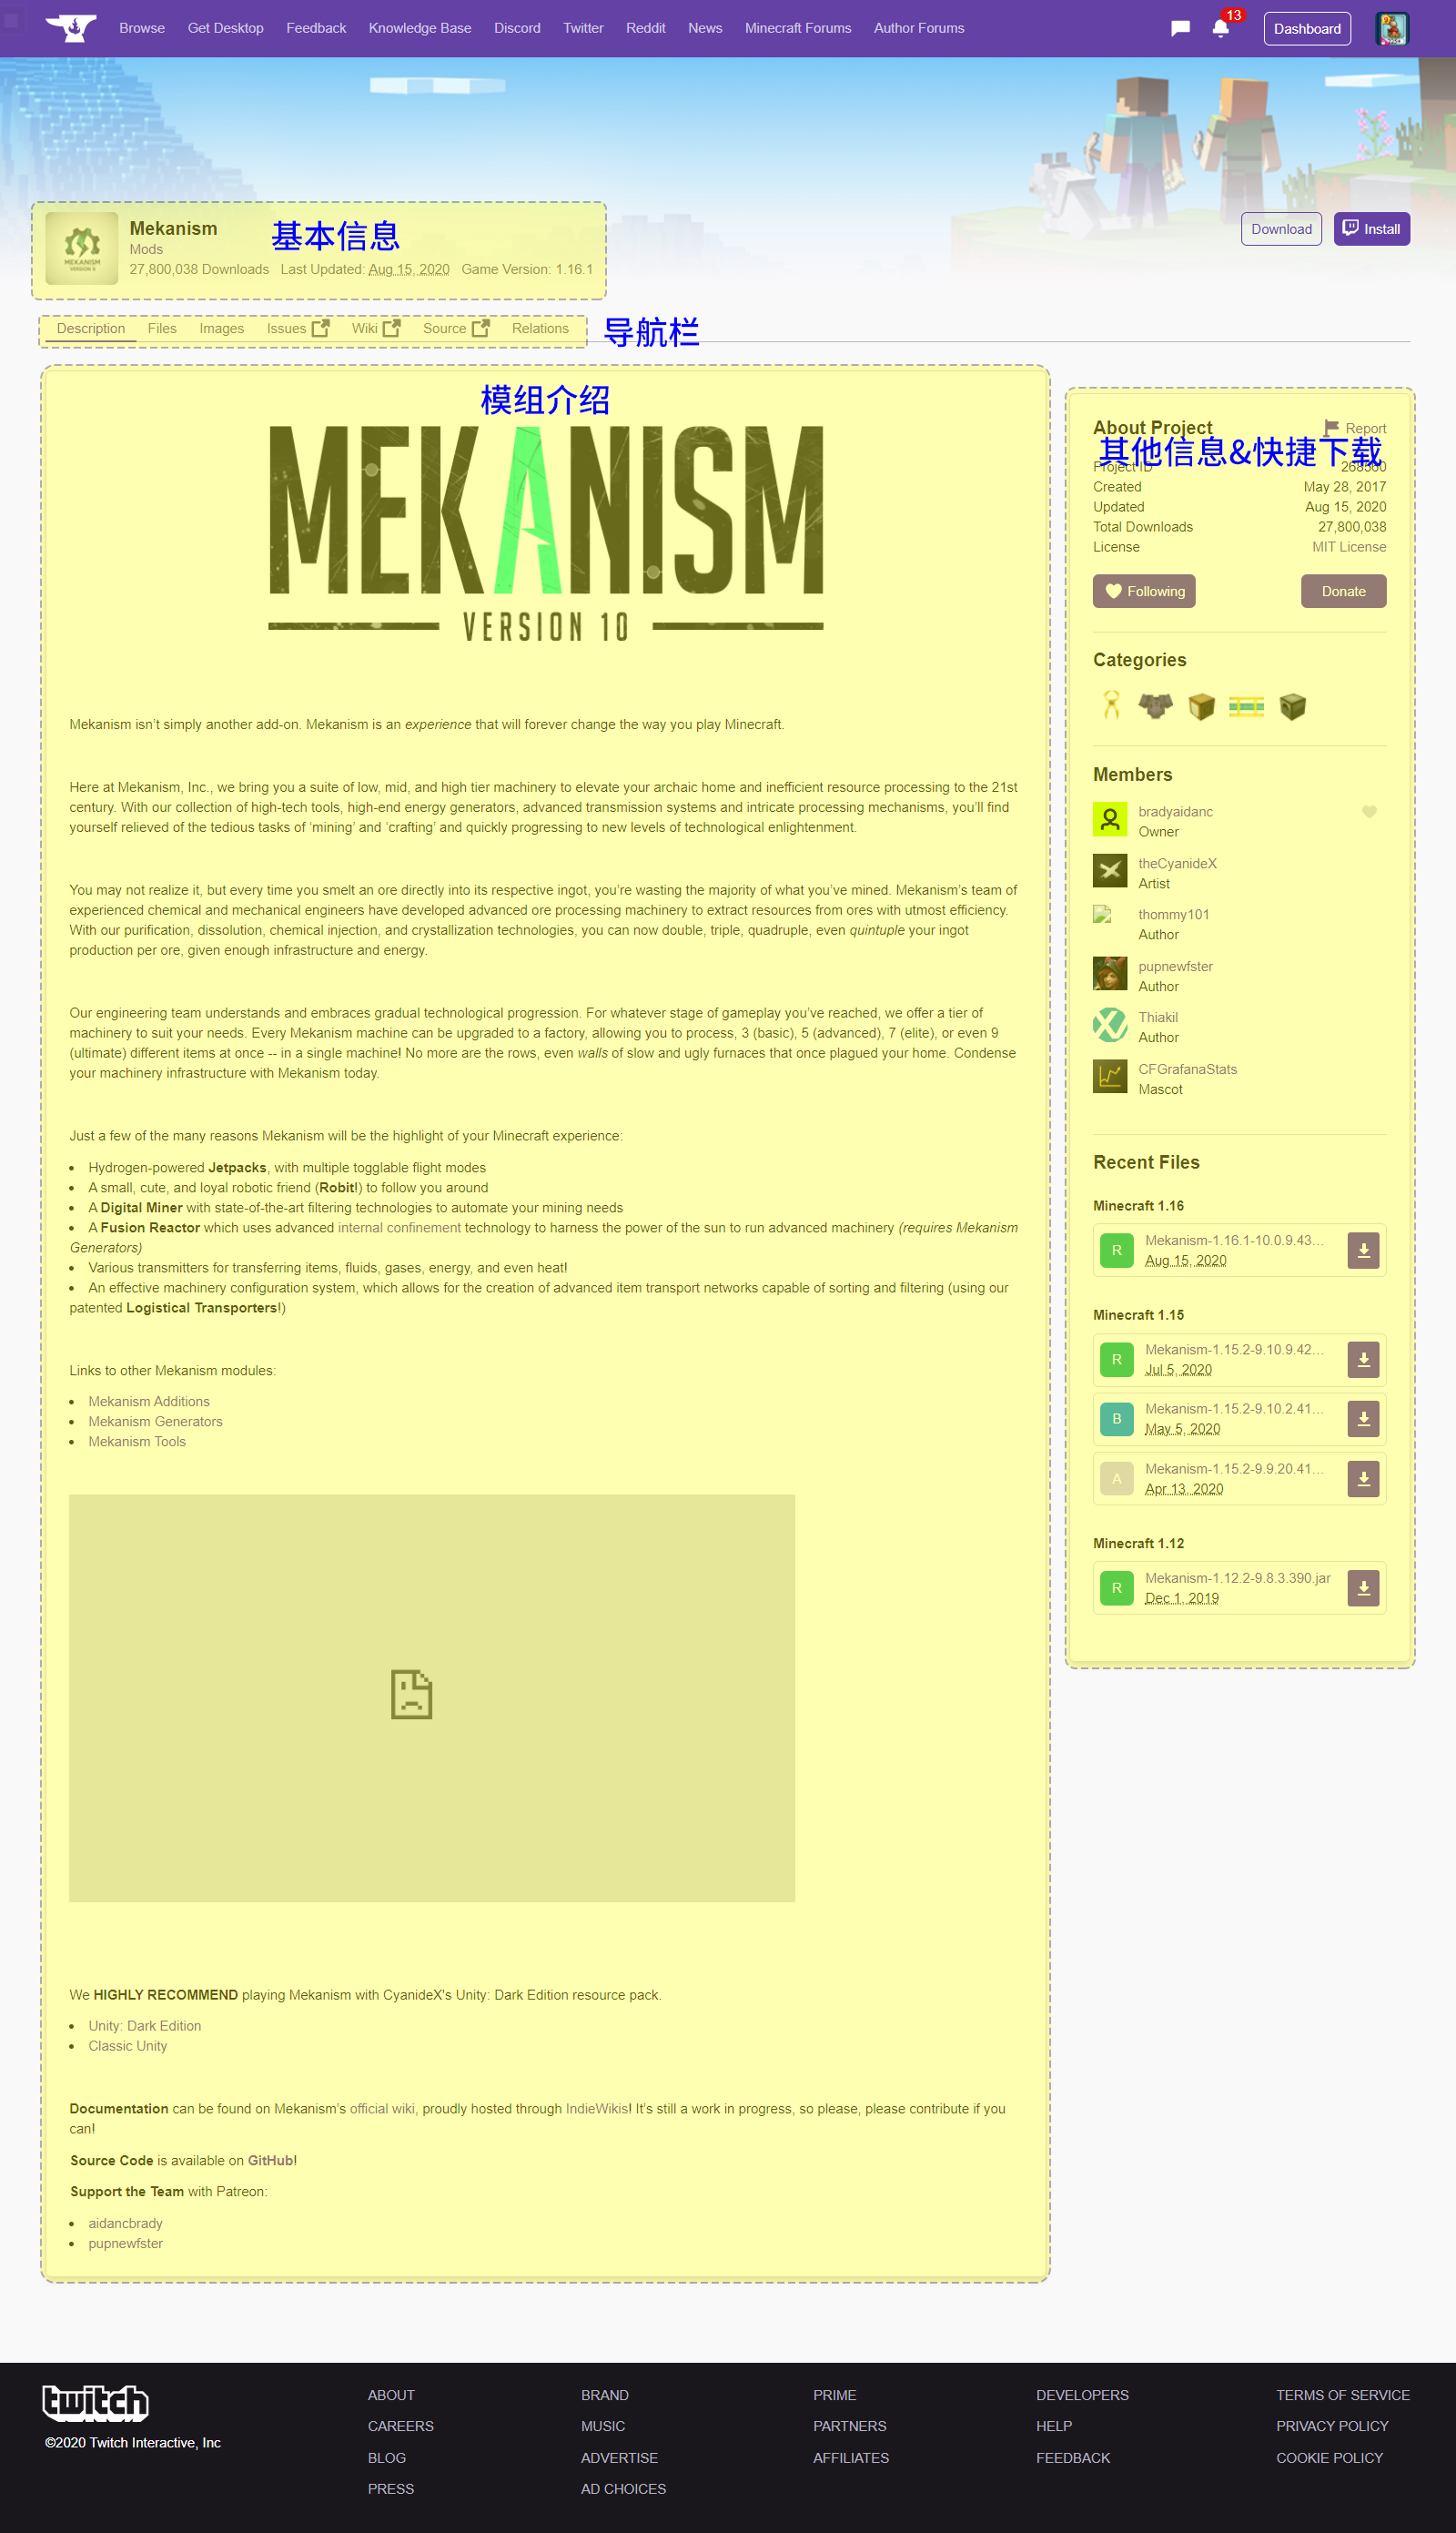 Browse Get Desktop Feedback Knowledge Base Discord Twitter Reddit News Minecraft Forums Author Forums 13 Dashboard
Mekanism
基本信息
Mods
27,800,038 Downloads Last Updated: Aug 15, 2020 Game Version: 1.16.1
Download Install
Description Files Images Issues Wiki Source Relations
导航栏
模组介绍
MEKANISM
VERSION 10
Mekanism isn’t simply another add-on. Mekanism is an experience that will forever change the way you play Minecraft.
Here at Mekanism, Inc., we bring you a suite of low, mid, and high tier machinery to elevate your archaic home and inefficient resource processing to the 21st
century. With our collection of high-tech tools, high-end energy generators, advanced transmission systems and intricate processing mechanisms, you’ll find
yourself relieved of the tedious tasks of ‘mining’ and ‘crafting’ and quickly progressing to new levels of technological enlightenment.
You may not realize it, but every time you smelt an ore directly into its respective ingot, you’re wasting the majority of what you’ve mined. Mekanism’s team of
experienced chemical and mechanical engineers have developed advanced ore processing machinery to extract resources from ores with utmost efficiency.
With our purification, dissolution, chemical injection, and crystallization technologies, you can now double, triple, quadruple, even quintuple your ingot
production per ore, given enough infrastructure and energy.
Our engineering team understands and embraces gradual technological progression. For whatever stage of gameplay you’ve reached, we offer a tier of
machinery to suit your needs. Every Mekanism machine can be upgraded to a factory, allowing you to process, 3 (basic), 5 (advanced), 7 (elite), or even 9
(ultimate) different items at once -- in a single machine! No more are the rows, even walls of slow and ugly furnaces that once plagued your home. Condense
your machinery infrastructure with Mekanism today.
Just a few of the many reasons Mekanism will be the highlight of your Minecraft experience:
• Hydrogen-powered Jetpacks, with multiple togglable flight modes
• A small, cute, and loyal robotic friend (Robit!) to follow you around
• A Digital Miner with state-of-the-art filtering technologies to automate your mining needs
• A Fusion Reactor which uses advanced internal confinement technology to harness the power of the sun to run advanced machinery (requires Mekanism
Generators)
• Various transmitters for transferring items, fluids, gases, energy, and even heat!
• An effective machinery configuration system, which allows for the creation of advanced item transport networks capable of sorting and filtering (using our
patented Logistical Transporters!)
Links to other Mekanism modules:
• Mekanism Additions
• Mekanism Generators
• Mekanism Tools
We HIGHLY RECOMMEND playing Mekanism with CyanideX's Unity: Dark Edition resource pack.
• Unity: Dark Edition
• Classic Unity
Documentation can be found on Mekanism’s official wiki, proudly hosted through IndieWikis! It’s still a work in progress, so please, please contribute if you
can!
Source Code is available on GitHub!
Support the Team with Patreon:
• aidancbrady
• pupnewfster
About Project Report
其他信息&快捷下载
Project ID 268560
Created May 28, 2017
Updated Aug 15, 2020
Total Downloads 27,800,038
License MIT License
Following Donate
Categories
Members
bradyaidanc
Owner
theCyanideX
Artist
thommy101
Author
pupnewfster
Author
Thiakil
Author
CFGrafanaStats
Mascot
Recent Files
Minecraft 1.16
R Mekanism-1.16.1-10.0.9.43...
Aug 15, 2020
Minecraft 1.15
R Mekanism-1.15.2-9.10.9.42...
Jul 5, 2020
B Mekanism-1.15.2-9.10.2.41...
May 5, 2020
A Mekanism-1.15.2-9.9.20.41...
Apr 13, 2020
Minecraft 1.12
R Mekanism-1.12.2-9.8.3.390.jar
Dec 1, 2019
twitch
©2020 Twitch Interactive, Inc
ABOUT BRAND PRIME DEVELOPERS TERMS OF SERVICE
CAREERS MUSIC PARTNERS HELP PRIVACY POLICY
BLOG ADVERTISE AFFILIATES FEEDBACK COOKIE POLICY
PRESS AD CHOICES